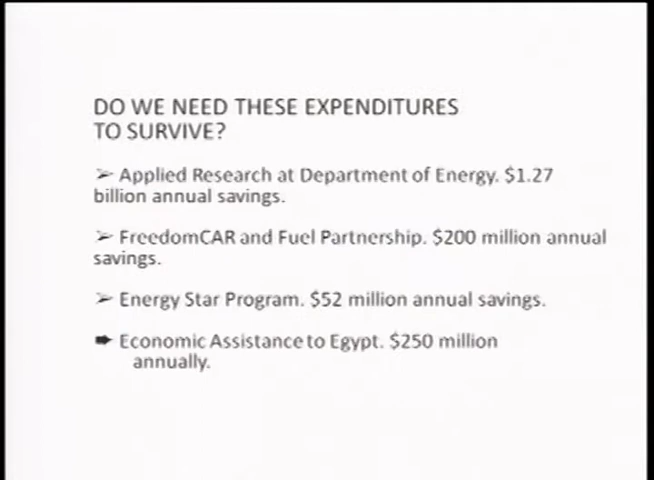 DO WE NEED THESE EXPENDITURES
TO SURVIVE?
➢ Applied Research at Department of Energy. $1.27
billion annual savings.
➢ FreedomCAR and Fuel Partnership. $200 million annual
savings.
➢ Energy Star Program. $52 million annual savings.
➨ Economic Assistance to Egypt. $250 million
annually.